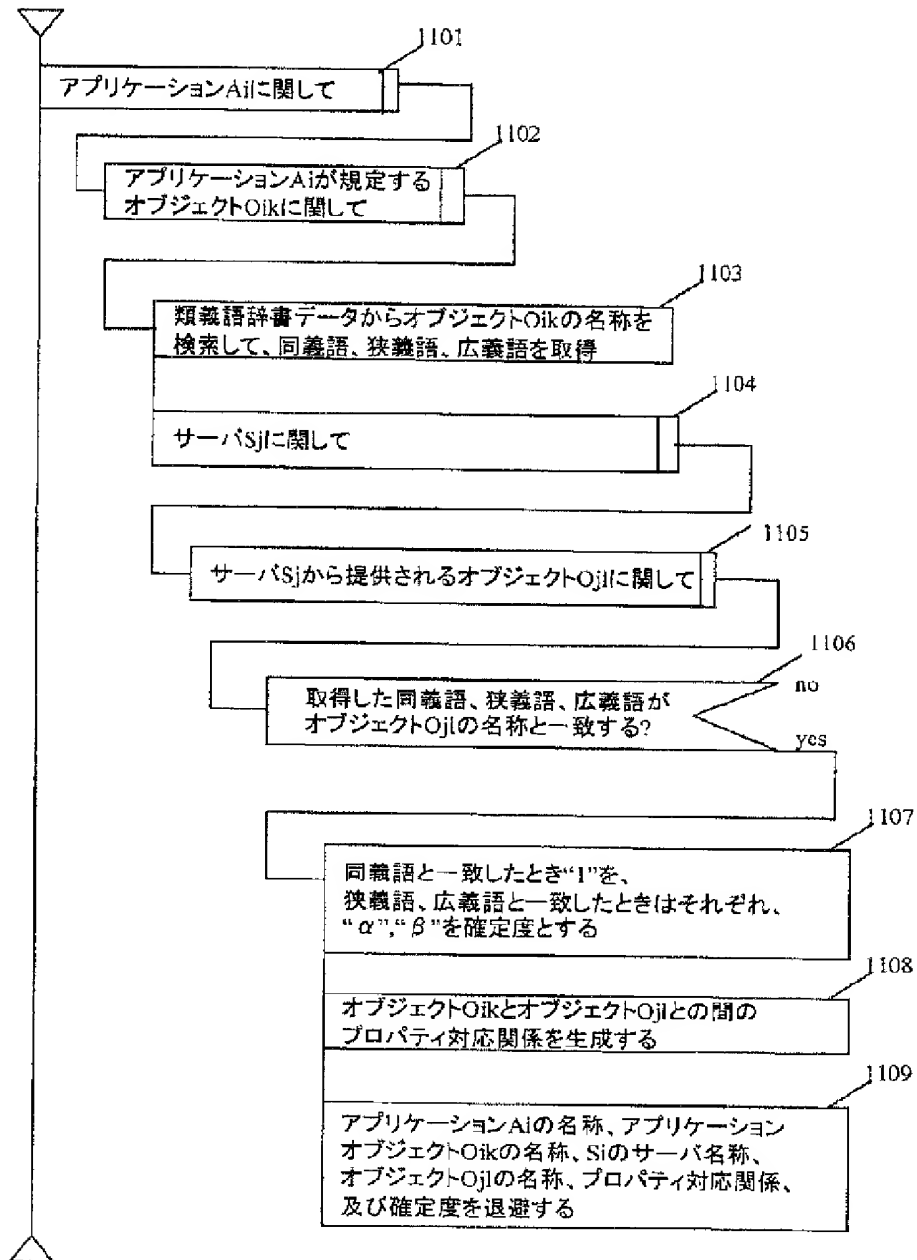 1101
アプリケーションAiに関して
1102
アプリケーションAiが規定する
オブジェクトOikに関して
1103
類義語辞書データからオブジェクトOikの名称を
検索して、同義語、狭義語、広義語を取得
1104
サーバSjに関して
1105
サーバSjから提供されるオブジェクトOjlに関して
1106
取得した同義語、狭義語、広義語が
オブジェクトOjlの名称と一致する?
no
yes
1107
同義語と一致したとき“1”を、
狭義語、広義語と一致したときはそれぞれ、
“α”,“β”を確定度とする
1108
オブジェクトOikとオブジェクトOjlとの間の
プロパティ対応関係を生成する
1109
アプリケーションAiの名称、アプリケーション
オブジェクトOikの名称、Siのサーバ名称、
オブジェクトOjlの名称、プロパティ対応関係、
及び確定度を退避する